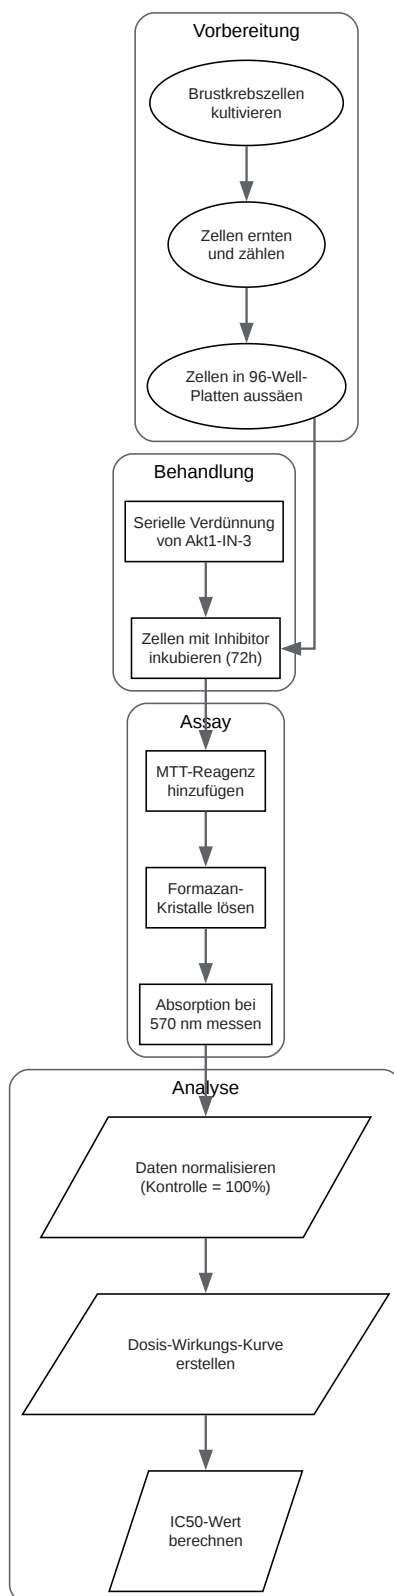 Vorbereitung
Brustkrebszellen
kultivieren
Zellen ernten
und zählen
Zellen in 96-Well-
Platten aussäen
Behandlung
Serielle Verdünnung
von Akt1-IN-3
Zellen mit Inhibitor
inkubieren (72h)
Assay
MTT-Reagenz
hinzufügen
Formazan-
Kristalle lösen
Absorption bei
570 nm messen
Analyse
Daten normalisieren
(Kontrolle = 100%)
Dosis-Wirkungs-Kurve
erstellen
IC50-Wert
berechnen